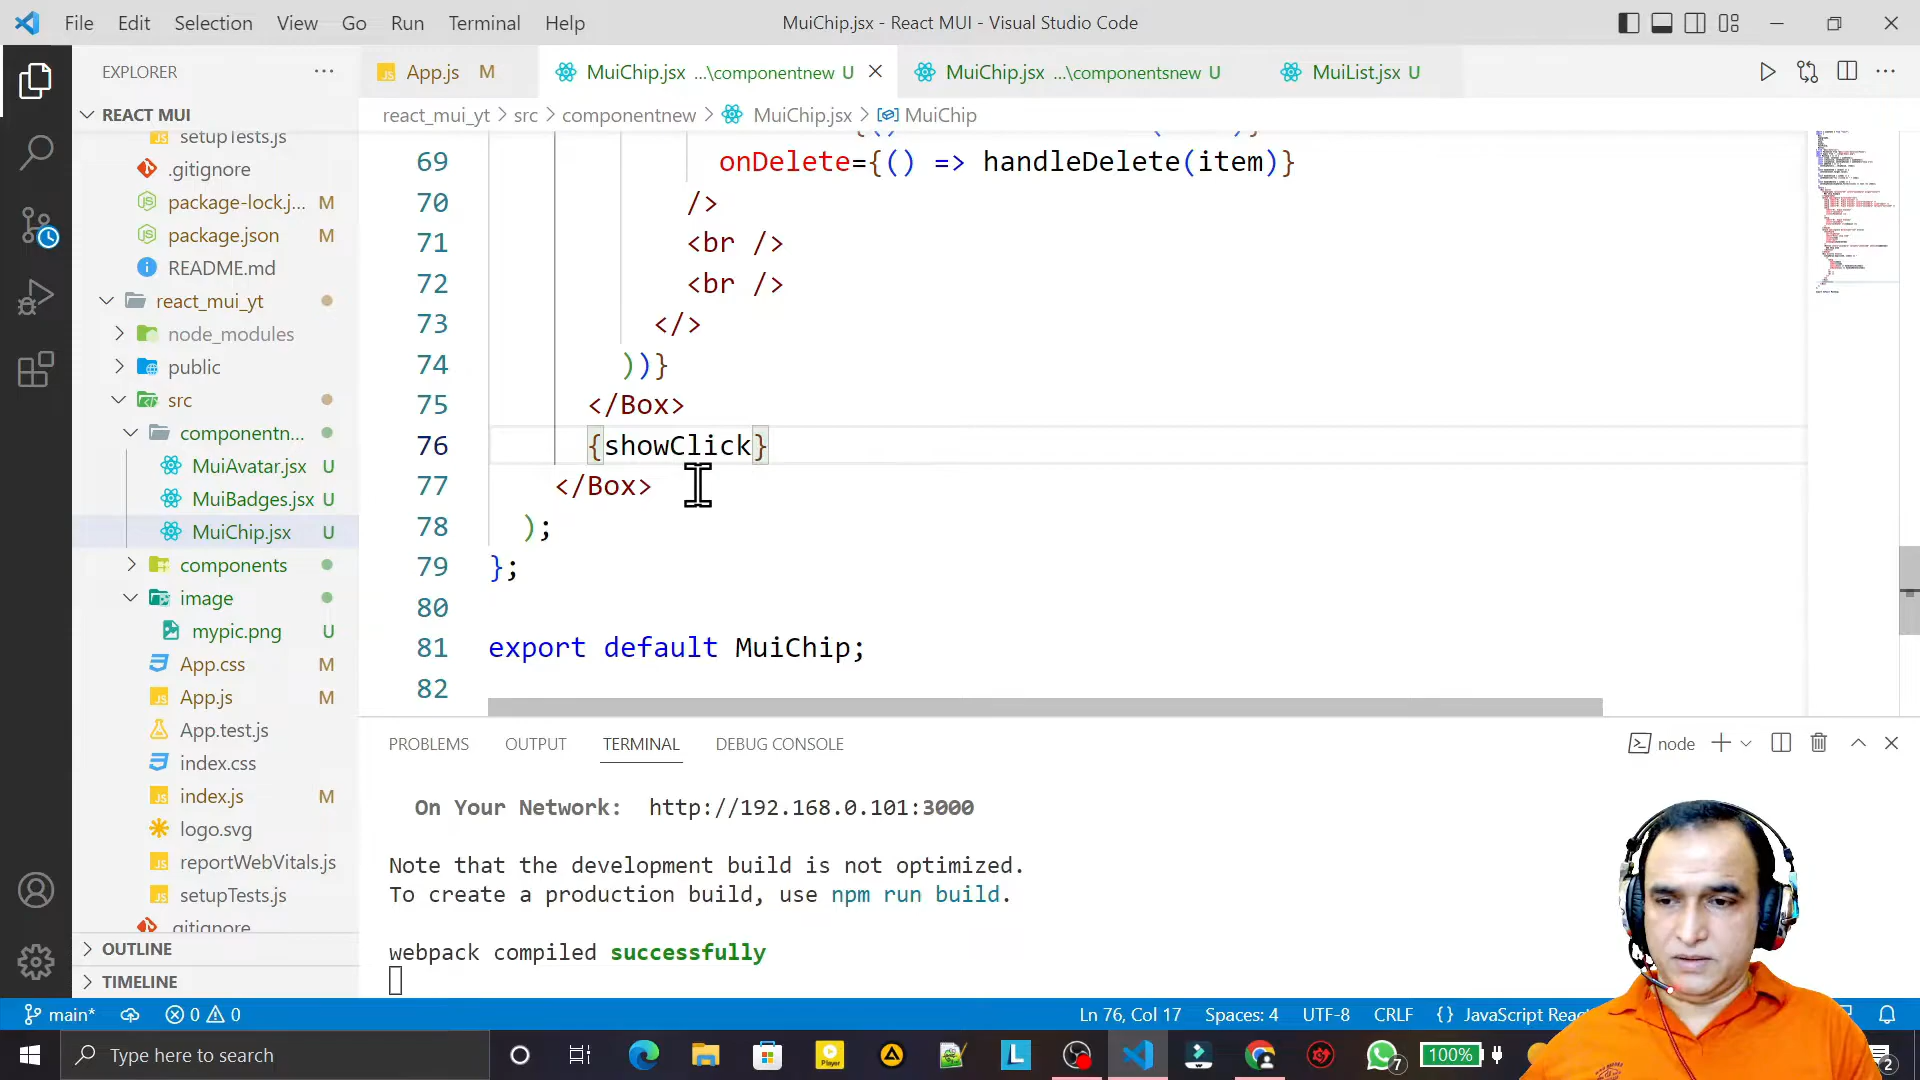 File Edit Selection View Go Run Terminal Help
MuiChip.jsx - React MUI - Visual Studio Code
EXPLORER
App.js M
MuiChip.jsx ...\componentnew U
MuiChip.jsx ...\componentsnew U
MuiList.jsx U
REACT MUI
react_mui_yt > src > componentnew > MuiChip.jsx > MuiChip
setupTests.js
.gitignore
package-lock.j... M
package.json M
README.md
react_mui_yt
node_modules
public
src
componentn...
MuiAvatar.jsx U
MuiBadges.jsx U
MuiChip.jsx U
components
image
mypic.png U
App.css M
App.js M
App.test.js
index.css
index.js M
logo.svg
reportWebVitals.js
setupTests.js
.gitignore
OUTLINE
TIMELINE
69 onDelete={() => handleDelete(item)}
70 />
71 <br />
72 <br />
73 </>
74 ))}
75 </Box>
76 {showClick}
77 </Box>
78 );
79 };
80
81 export default MuiChip;
82
PROBLEMS OUTPUT TERMINAL DEBUG CONSOLE
node
On Your Network: http://192.168.0.101:3000
Note that the development build is not optimized.
To create a production build, use npm run build.
webpack compiled successfully
main* 0 0
Ln 76, Col 17 Spaces: 4 UTF-8 CRLF {} JavaScript Reac
Type here to search
Player
L
7
100%
2